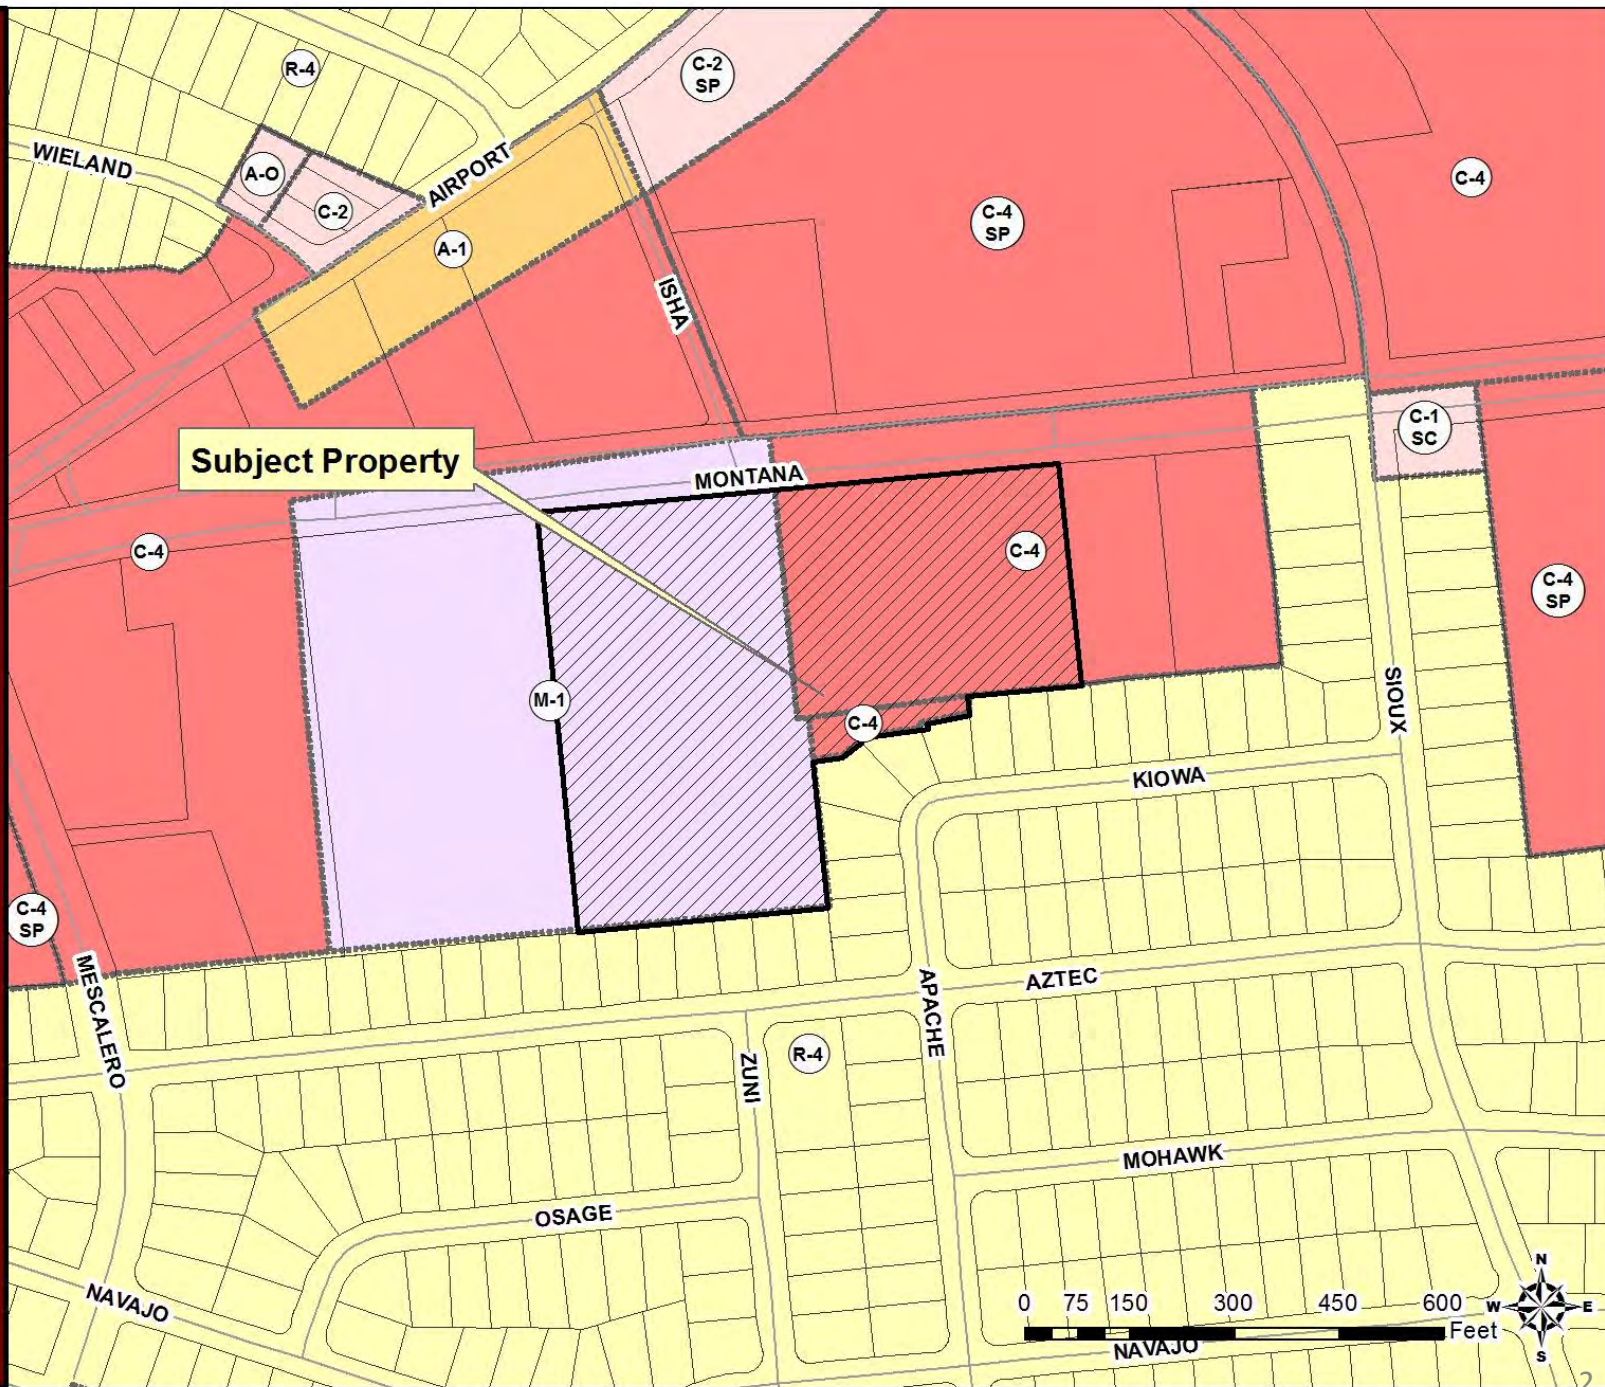 R-4
C-2
SP
WIELAND
A-O
AIRPORT
C-4
C-2
C-4
SP
A-1
ISHA
C-1
SC
Subject Property
MONTANA
C-4
C-4
C-4
SP
M-1
SIOUX
C-4
KIOWA
C-4
SP
MESCALERO
APACHE
AZTEC
ZUNI
R-4
MOHAWK
OSAGE
NAVAJO
N
W
E
S
0 75 150 300 450 600
Feet
NAVAJO
2